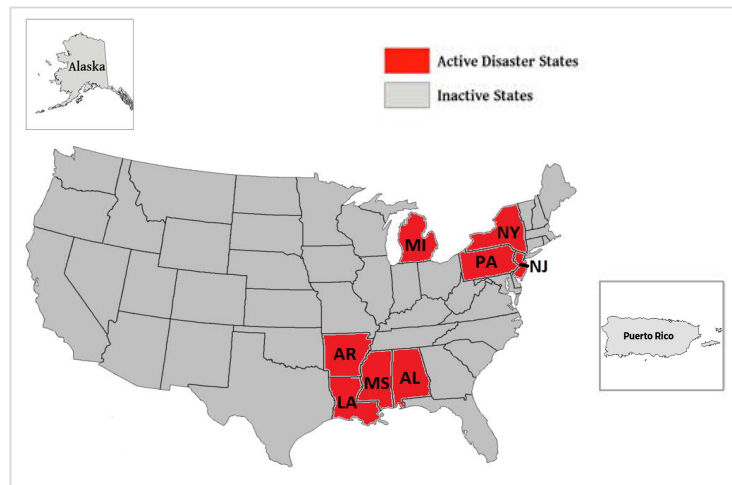 Alaska
Active Disaster States
Inactive States
MI
NY
PA
NJ
Puerto Rico
AR
MS
AL
LA